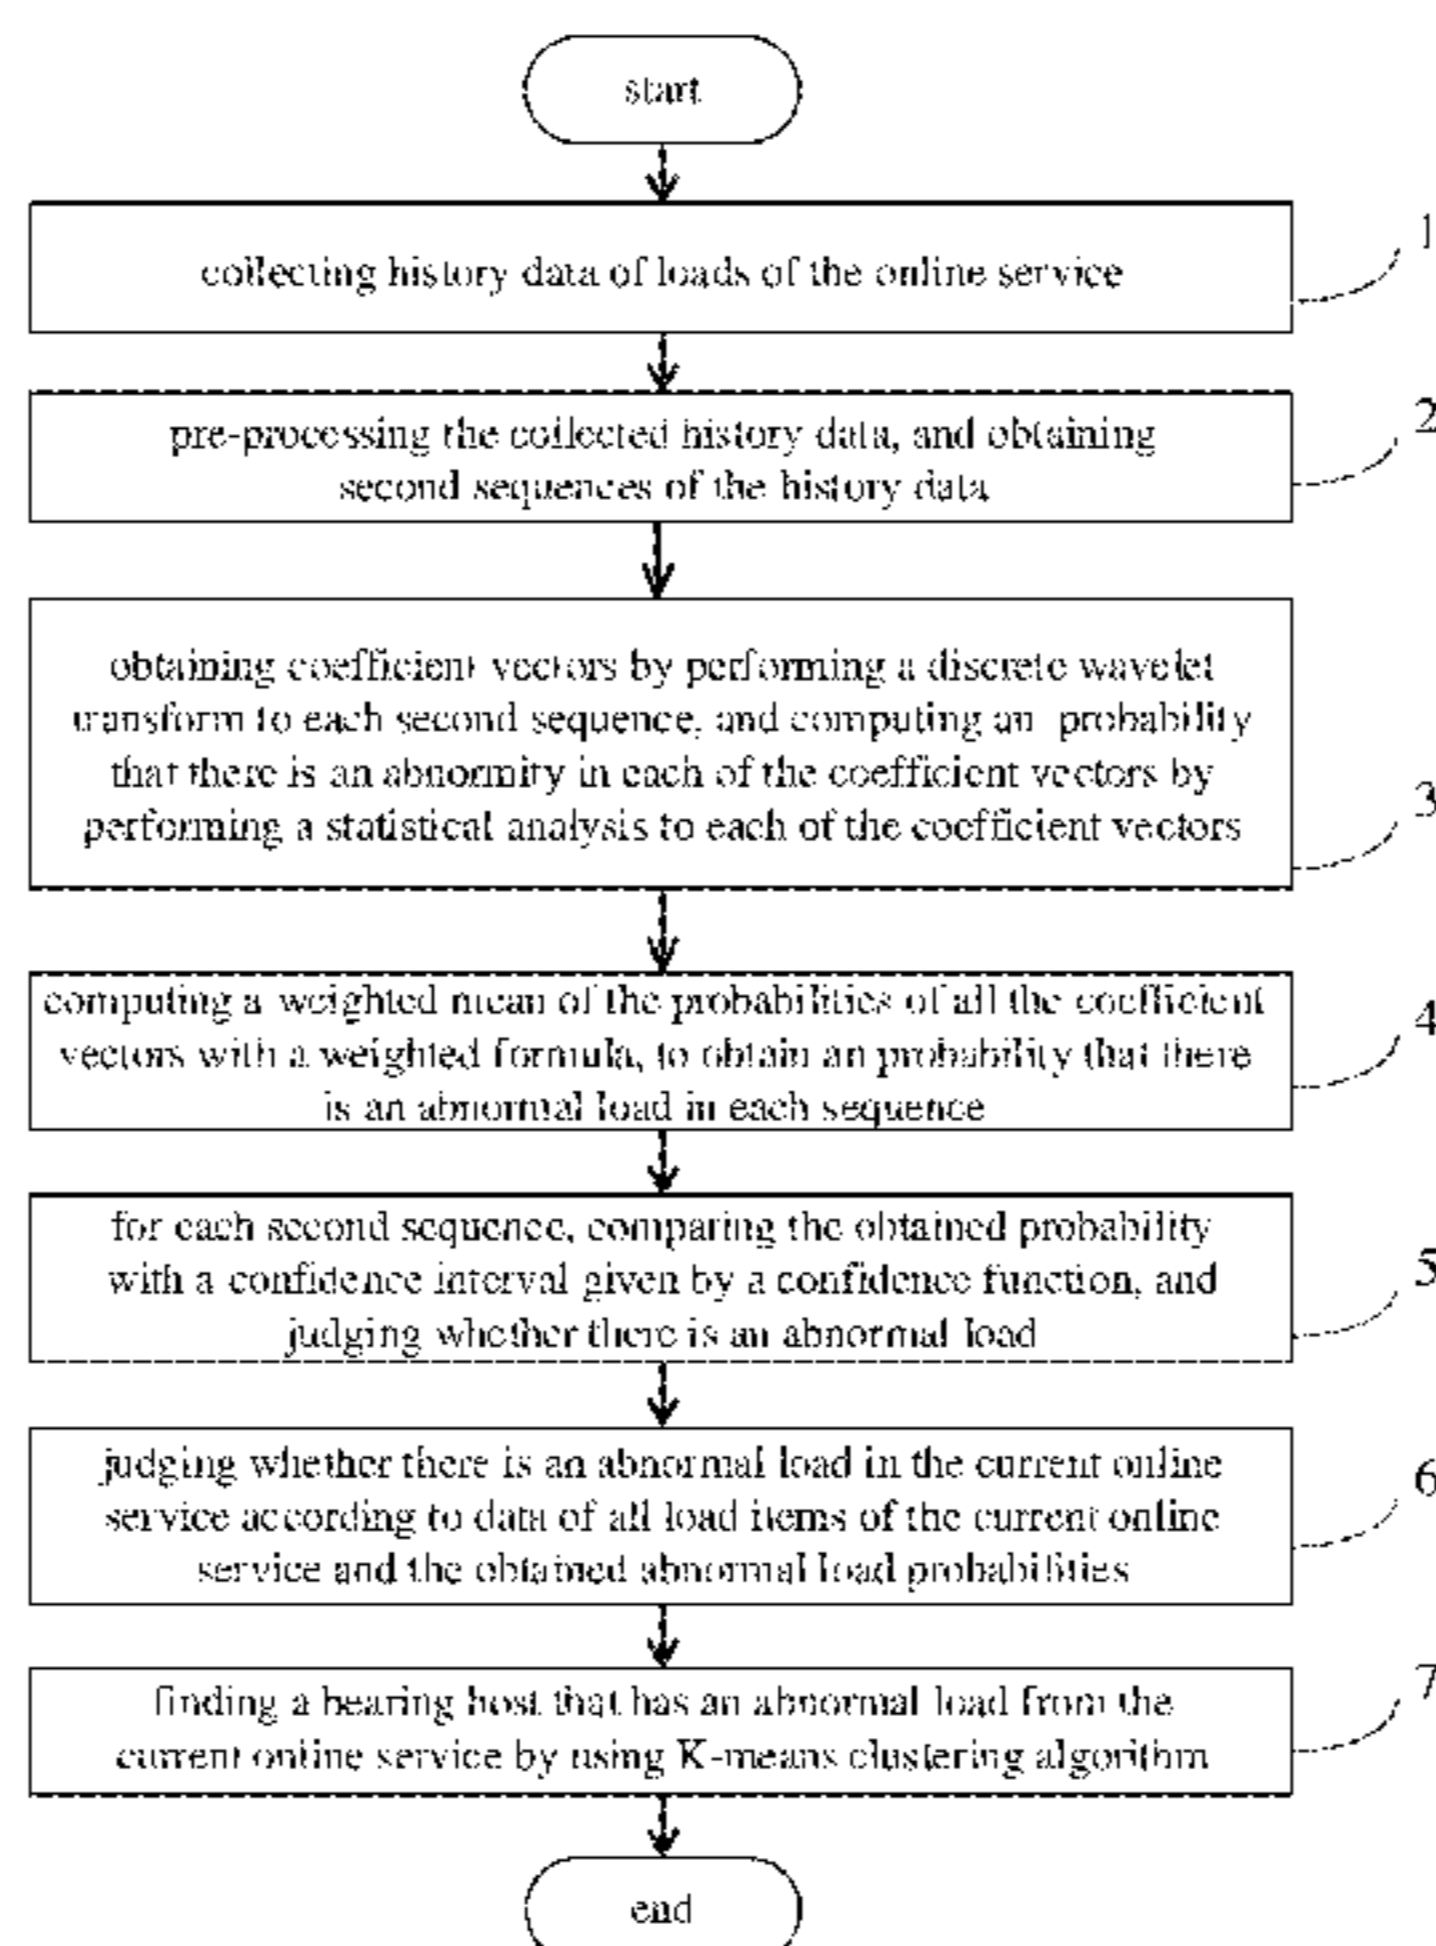 start
collecting history data of loads of the online service
1
pre-processing the collected history data, and obtaining
second sequences of the history data
2
obtaining coefficient vectors by performing a discrete wavelet
transform to each second sequence, and computing an probability
that there is an abnormity in each of the coefficient vectors by
performing a statistical analysis to each of the coefficient vectors
3
computing a weighted mean of the probabilities of all the coefficient
vectors with a weighted formula, to obtain an probability that there
is an abnormal load in each sequence
4
for each second sequence, comparing the obtained probability
with a confidence interval given by a confidence function, and
judging whether there is an abnormal load
5
judging whether there is an abnormal load in the current online
service according to data of all load items of the current online
service and the obtained abnormal load probabilities
6
finding a bearing host that has an abnormal load from the
current online service by using K-means clustering algorithm
7
end